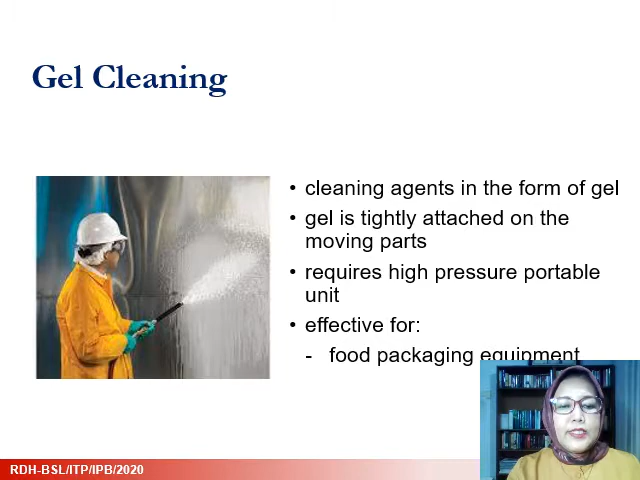 Gel Cleaning
• cleaning agents in the form of gel
• gel is tightly attached on the
moving parts
• requires high pressure portable
unit
• effective for:
- food packaging equipment
RDH-BSL/ITP/IPB/2020